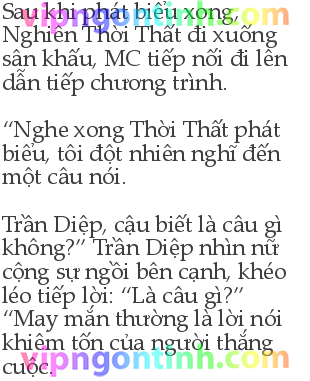 Sau khi phát biểu xong,
Nghiên Thời Thất đi xuống
sân khấu, MC tiếp nối đi lên
dẫn tiếp chương trình.
“Nghe xong Thời Thất phát
biểu, tôi đột nhiên nghĩ đến
một câu nói.
Trần Diệp, cậu biết là câu gì
không?” Trần Diệp nhìn nữ
cộng sự ngồi bên cạnh, khéo
léo tiếp lời: “Là câu gì?”
“May mắn thường là lời nói
khiêm tốn của người thắng
cuộc.
vipngontinh.com
vipngontinh.com